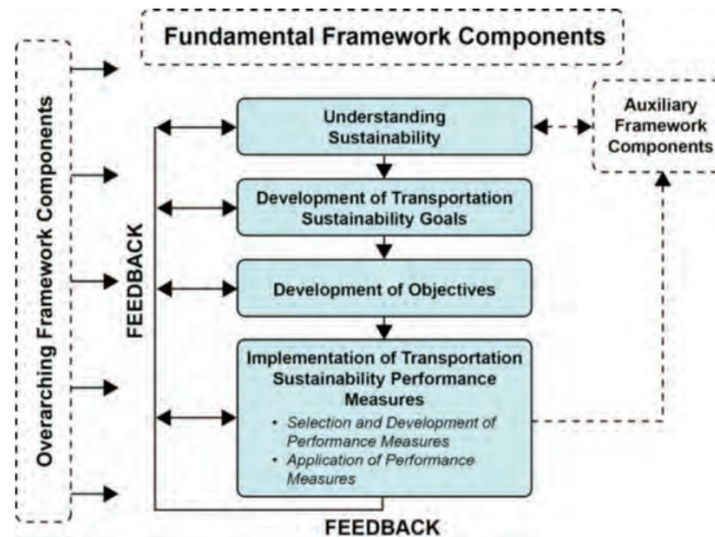 Fundamental Framework Components
Overarching Framework Components
FEEDBACK
Understanding
Sustainability
Auxiliary
Framework
Components
Development of Transportation
Sustainability Goals
Development of Objectives
Implementation of Transportation
Sustainability Performance
Measures
• Selection and Development of
Performance Measures
• Application of Performance
Measures
FEEDBACK